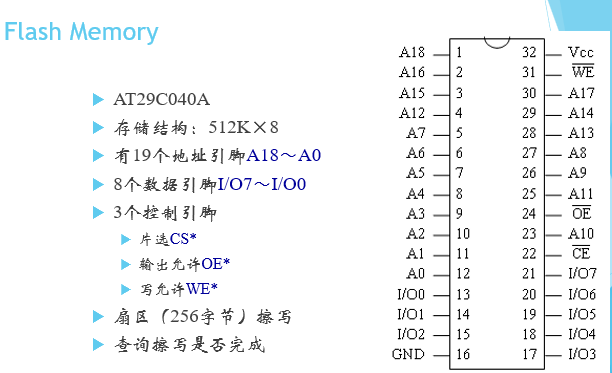 Flash Memory
AT29C040A
存储结构：512K×8
有19个地址引脚A18～A0
8个数据引脚I/O7～I/O0
3个控制引脚
片选CS*
输出允许OE*
写允许WE*
扇区（256字节）擦写
查询擦写是否完成
A18 1 32 Vcc
A16 2 31 W̅E̅
A15 3 30 A17
A12 4 29 A14
A7 5 28 A13
A6 6 27 A8
A5 7 26 A9
A4 8 25 A11
A3 9 24 O̅E̅
A2 10 23 A10
A1 11 22 C̅E̅
A0 12 21 I/O7
I/O0 13 20 I/O6
I/O1 14 19 I/O5
I/O2 15 18 I/O4
GND 16 17 I/O3